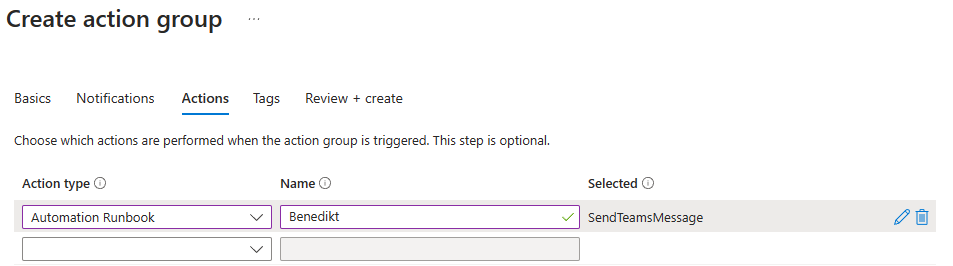 Create action group ...
Basics Notifications Actions Tags Review + create
Choose which actions are performed when the action group is triggered. This step is optional.
Action type Name Selected
Automation Runbook Benedikt SendTeamsMessage